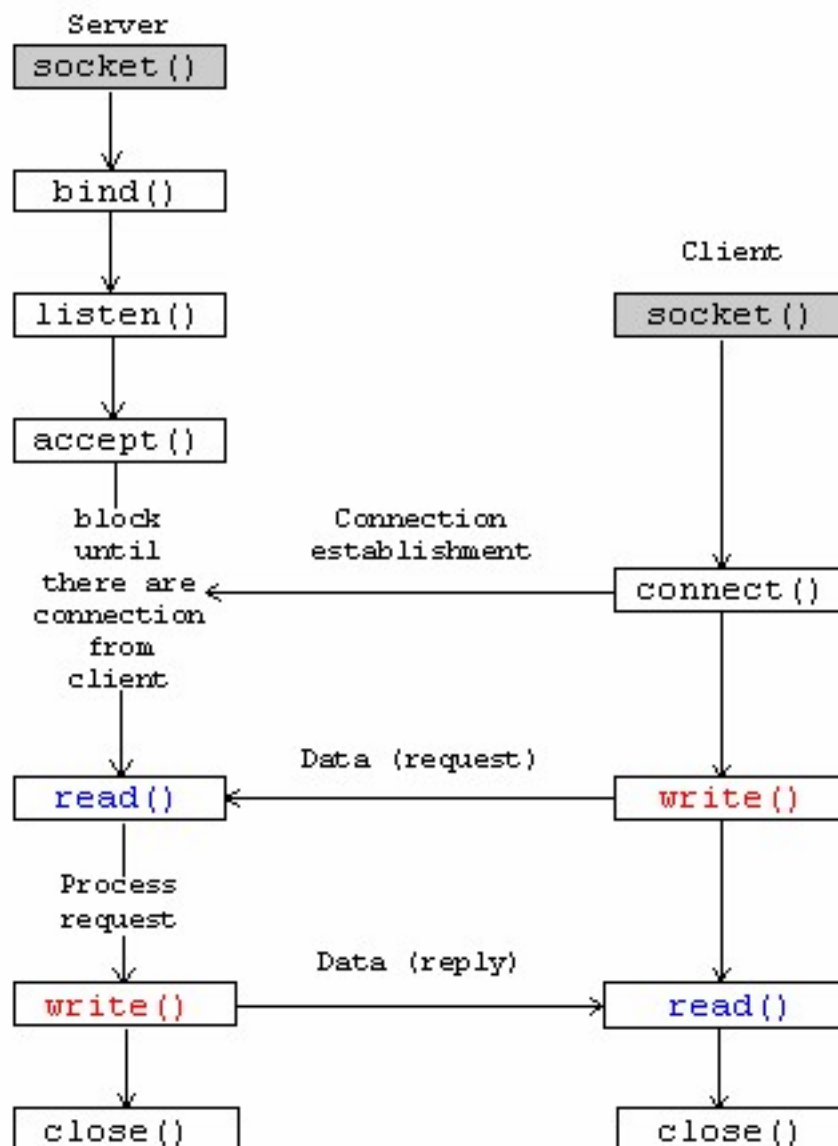 Server
socket()
bind()
Client
listen()
socket()
accept()
block
until
there are
connection
from
client
Connection
establishment
connect()
Data (request)
read()
write()
Process
request
Data (reply)
write()
read()
close()
close()